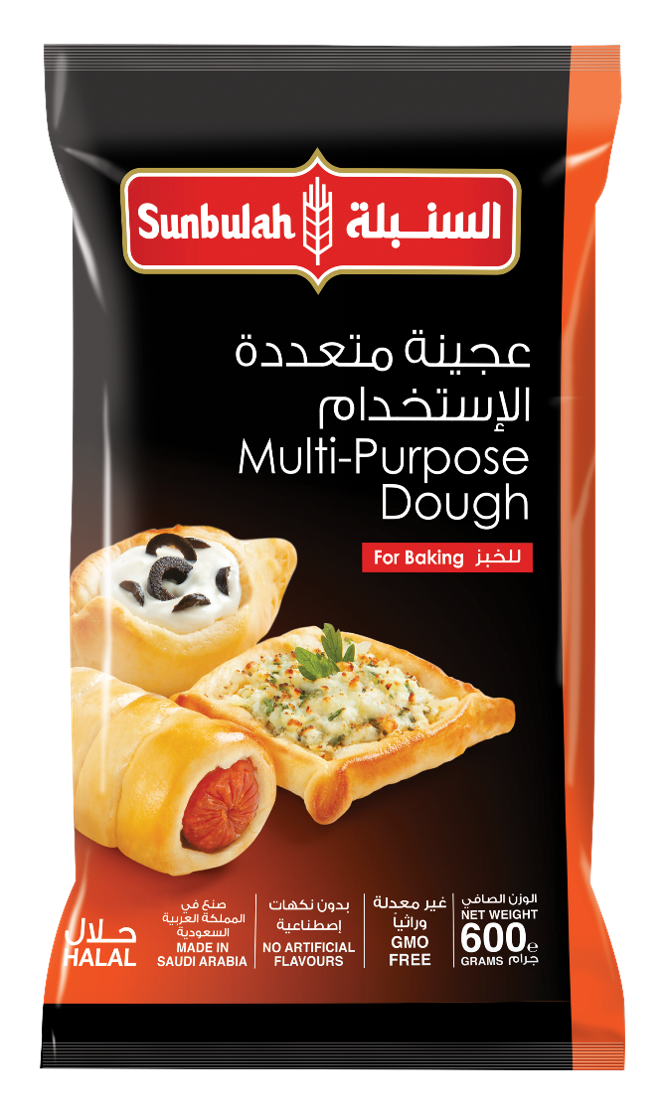 Sunbulah السنبلة
عجينة متعددة
الإستخدام
Multi-Purpose
Dough
For Baking للخبز
حلال
HALAL
صنع في
المملكة العربية
السعودية
MADE IN
SAUDI ARABIA
بدون نكهات
إصطناعية
NO ARTIFICIAL
FLAVOURS
غير معدلة
وراثياً
GMO
FREE
الوزن الصافي
NET WEIGHT
600e
GRAMS جرام